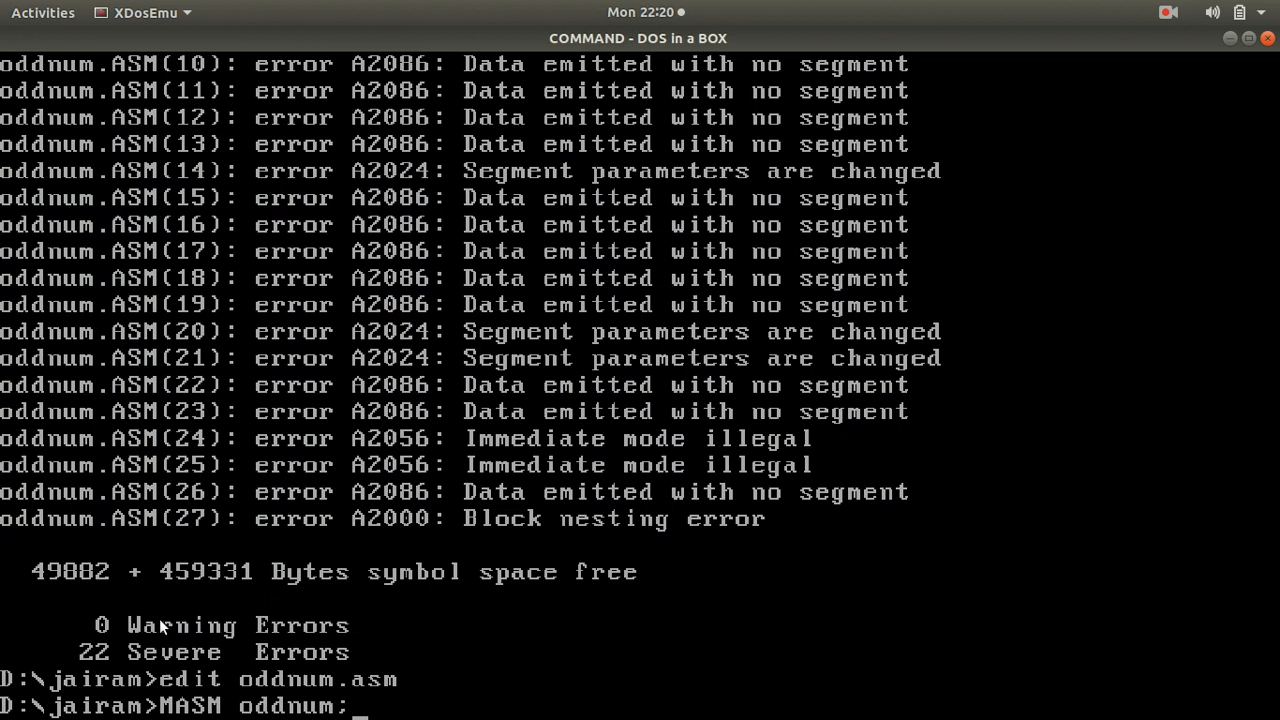 Activities XDosEmu Mon 22:20
COMMAND - DOS in a BOX
oddnum.ASM(10): error A2086: Data emitted with no segment
oddnum.ASM(11): error A2086: Data emitted with no segment
oddnum.ASM(12): error A2086: Data emitted with no segment
oddnum.ASM(13): error A2086: Data emitted with no segment
oddnum.ASM(14): error A2024: Segment parameters are changed
oddnum.ASM(15): error A2086: Data emitted with no segment
oddnum.ASM(16): error A2086: Data emitted with no segment
oddnum.ASM(17): error A2086: Data emitted with no segment
oddnum.ASM(18): error A2086: Data emitted with no segment
oddnum.ASM(19): error A2086: Data emitted with no segment
oddnum.ASM(20): error A2024: Segment parameters are changed
oddnum.ASM(21): error A2024: Segment parameters are changed
oddnum.ASM(22): error A2086: Data emitted with no segment
oddnum.ASM(23): error A2086: Data emitted with no segment
oddnum.ASM(24): error A2056: Immediate mode illegal
oddnum.ASM(25): error A2056: Immediate mode illegal
oddnum.ASM(26): error A2086: Data emitted with no segment
oddnum.ASM(27): error A2000: Block nesting error
49882 + 459331 Bytes symbol space free
0 Warning Errors
22 Severe Errors
D:\jairam>edit oddnum.asm
D:\jairam>MASM oddnum;_